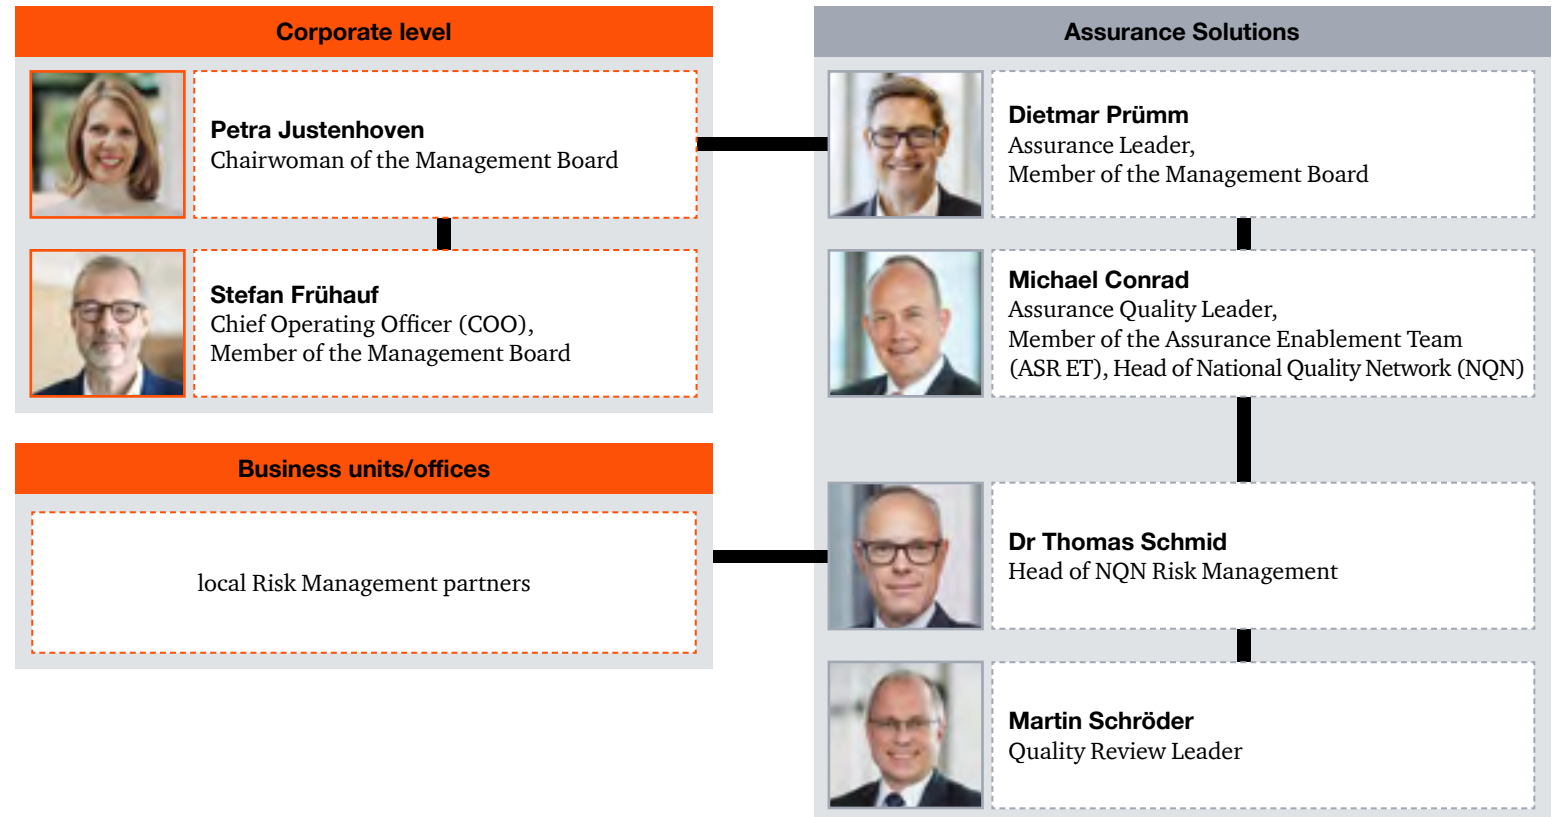 Corporate level
Petra Justenhoven
Chairwoman of the Management Board
Stefan Frühauf
Chief Operating Officer (COO),
Member of the Management Board
Business units/offices
local Risk Management partners
Assurance Solutions
Dietmar Prümm
Assurance Leader,
Member of the Management Board
Michael Conrad
Assurance Quality Leader,
Member of the Assurance Enablement Team
(ASR ET), Head of National Quality Network (NQN)
Dr Thomas Schmid
Head of NQN Risk Management
Martin Schröder
Quality Review Leader